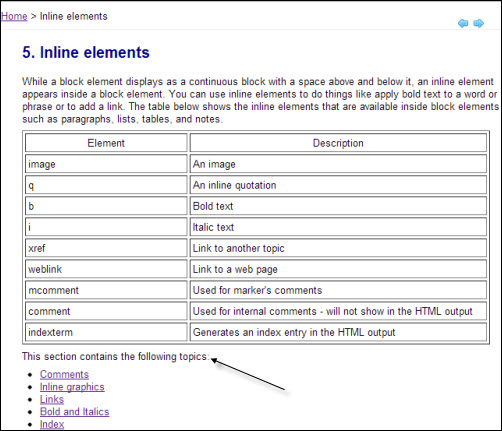 Home > Inline elements
5. Inline elements
While a block element displays as a continuous block with a space above and below it, an inline element
appears inside a block element. You can use inline elements to do things like apply bold text to a word or
phrase or to add a link. The table below shows the inline elements that are available inside block elements
such as paragraphs, lists, tables, and notes.
Element Description
image An image
q An inline quotation
b Bold text
i Italic text
xref Link to another topic
weblink Link to a web page
mcomment Used for marker's comments
comment Used for internal comments - will not show in the HTML output
indexterm Generates an index entry in the HTML output
This section contains the following topics:
• Comments
• Inline graphics
• Links
• Bold and Italics
• Index